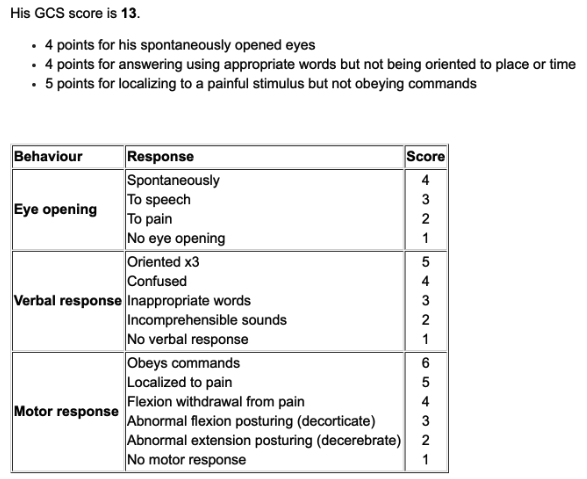 His GCS score is 13.
• 4 points for his spontaneously opened eyes
• 4 points for answering using appropriate words but not being oriented to place or time
• 5 points for localizing to a painful stimulus but not obeying commands
Behaviour Response Score
Eye opening
Spontaneously 4
To speech 3
To pain 2
No eye opening 1
Verbal response
Oriented x3 5
Confused 4
Inappropriate words 3
Incomprehensible sounds 2
No verbal response 1
Motor response
Obeys commands 6
Localized to pain 5
Flexion withdrawal from pain 4
Abnormal flexion posturing (decorticate) 3
Abnormal extension posturing (decerebrate) 2
No motor response 1